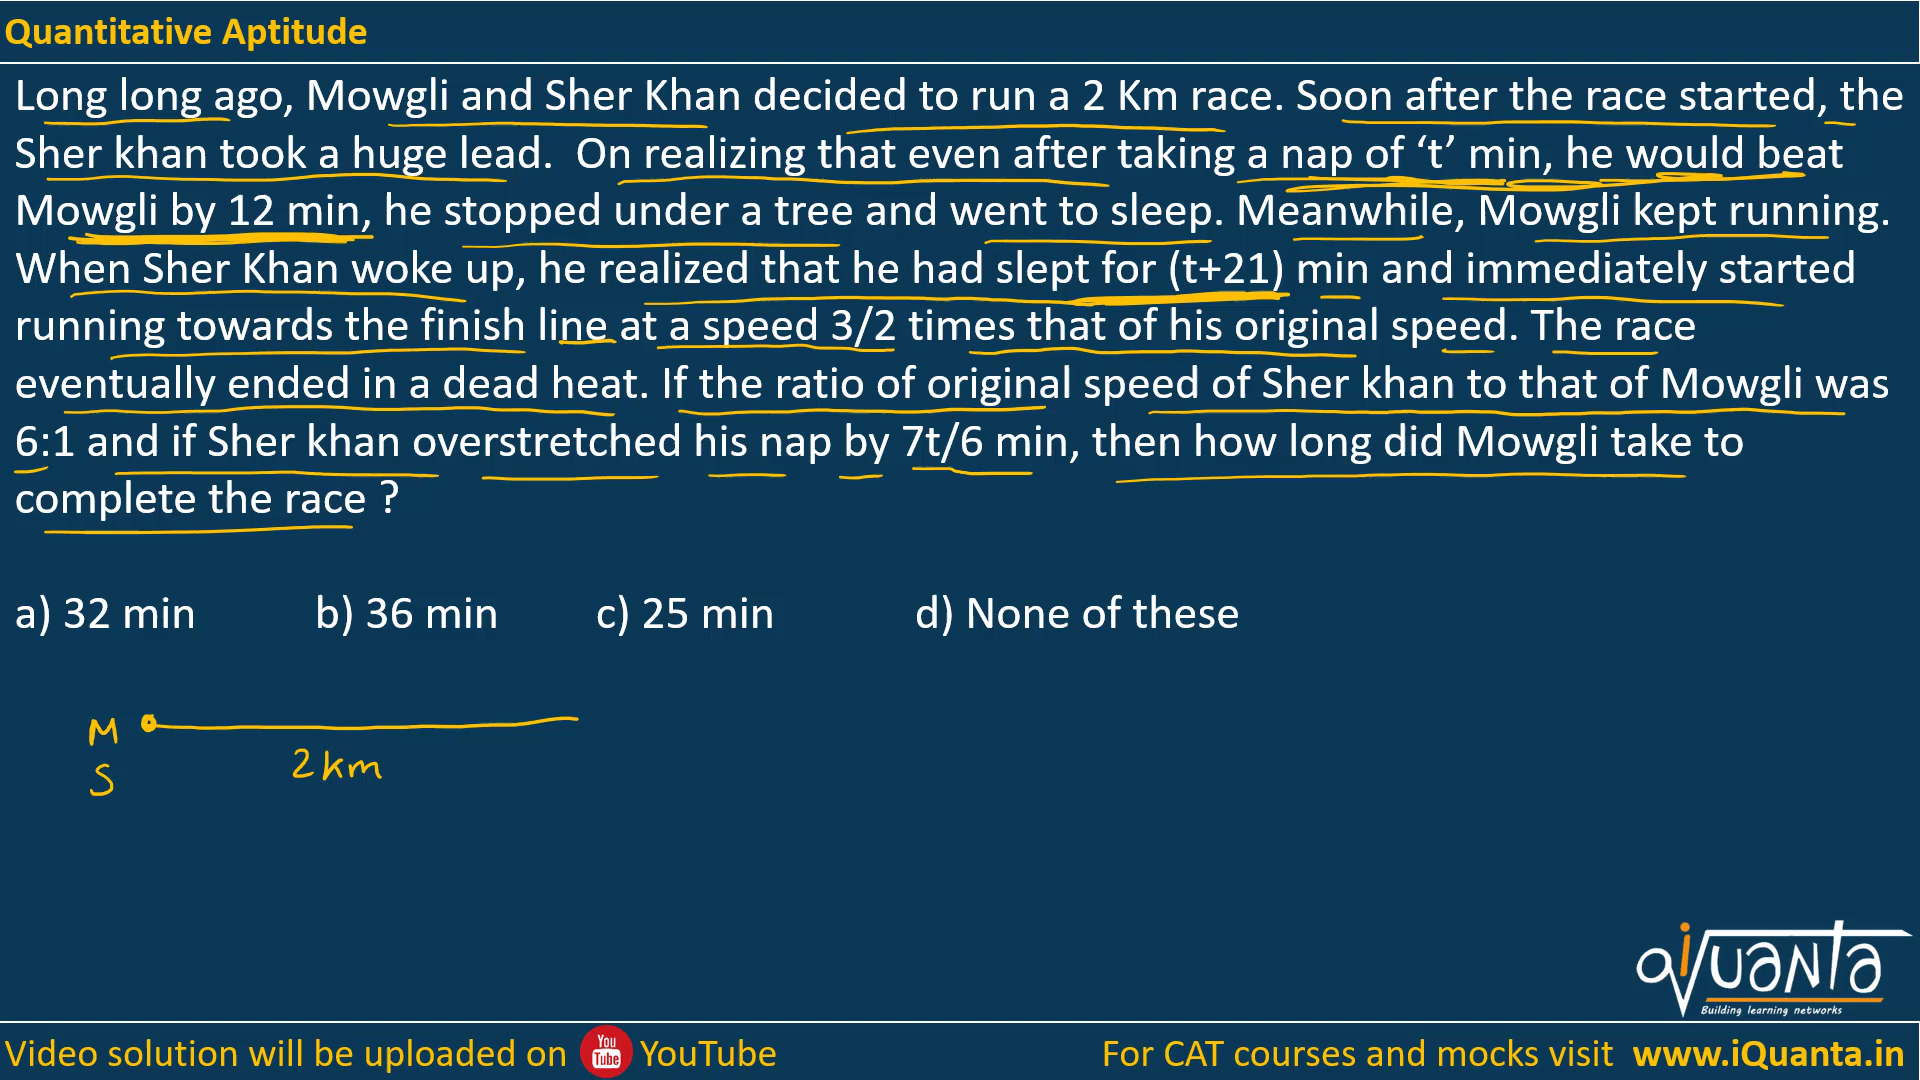 Quantitative Aptitude
Long long ago, Mowgli and Sher Khan decided to run a 2 Km race. Soon after the race started, the
Sher khan took a huge lead.  On realizing that even after taking a nap of ‘t’ min, he would beat
Mowgli by 12 min, he stopped under a tree and went to sleep. Meanwhile, Mowgli kept running.
When Sher Khan woke up, he realized that he had slept for (t+21) min and immediately started
running towards the finish line at a speed 3/2 times that of his original speed. The race
eventually ended in a dead heat. If the ratio of original speed of Sher khan to that of Mowgli was
6:1 and if Sher khan overstretched his nap by 7t/6 min, then how long did Mowgli take to
complete the race ?
a) 32 min b) 36 min c) 25 min d) None of these
M
2km
S
iQuanta
Building learning networks
Video solution will be uploaded on You Tube YouTube
For CAT courses and mocks visit www.iQuanta.in